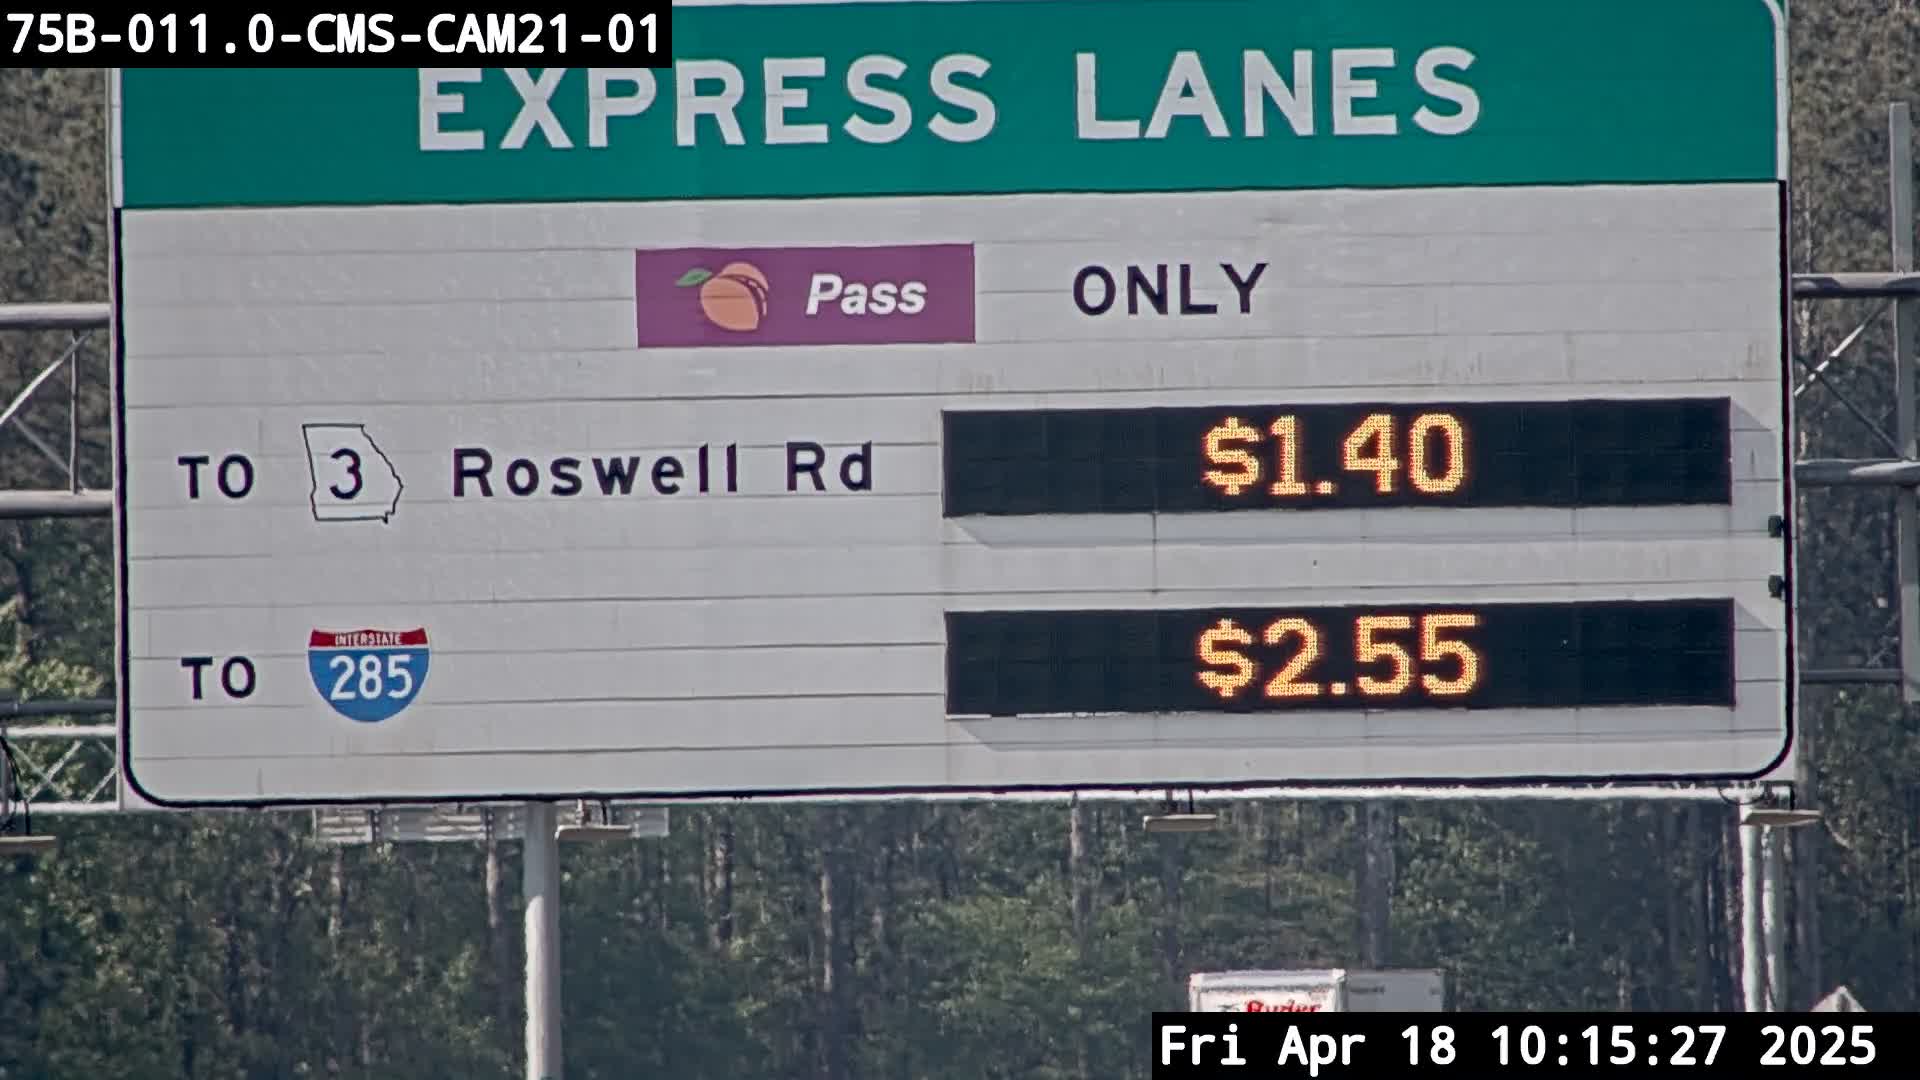 75B-011.0-CMS-CAM21-01
EXPRESS LANES
Pass ONLY
TO 3 Roswell Rd $1.40
INTERSTATE
TO 285 $2.55
Ryder
Fri Apr 18 10:15:27 2025